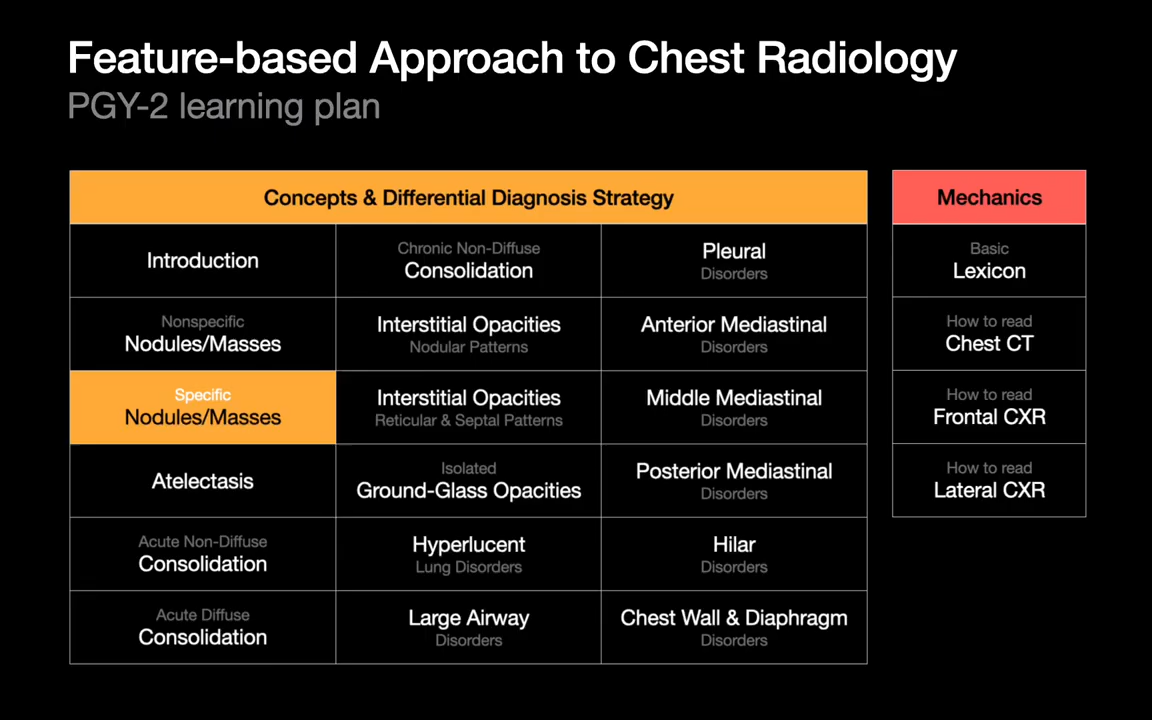 Feature-based Approach to Chest Radiology
PGY-2 learning plan
Concepts & Differential Diagnosis Strategy
Introduction
Nonspecific
Nodules/Masses
Specific
Nodules/Masses
Atelectasis
Acute Non-Diffuse
Consolidation
Acute Diffuse
Consolidation
Chronic Non-Diffuse
Consolidation
Interstitial Opacities
Nodular Patterns
Interstitial Opacities
Reticular & Septal Patterns
Isolated
Ground-Glass Opacities
Hyperlucent
Lung Disorders
Large Airway
Disorders
Pleural
Disorders
Anterior Mediastinal
Disorders
Middle Mediastinal
Disorders
Posterior Mediastinal
Disorders
Hilar
Disorders
Chest Wall & Diaphragm
Disorders
Mechanics
Basic
Lexicon
How to read
Chest CT
How to read
Frontal CXR
How to read
Lateral CXR